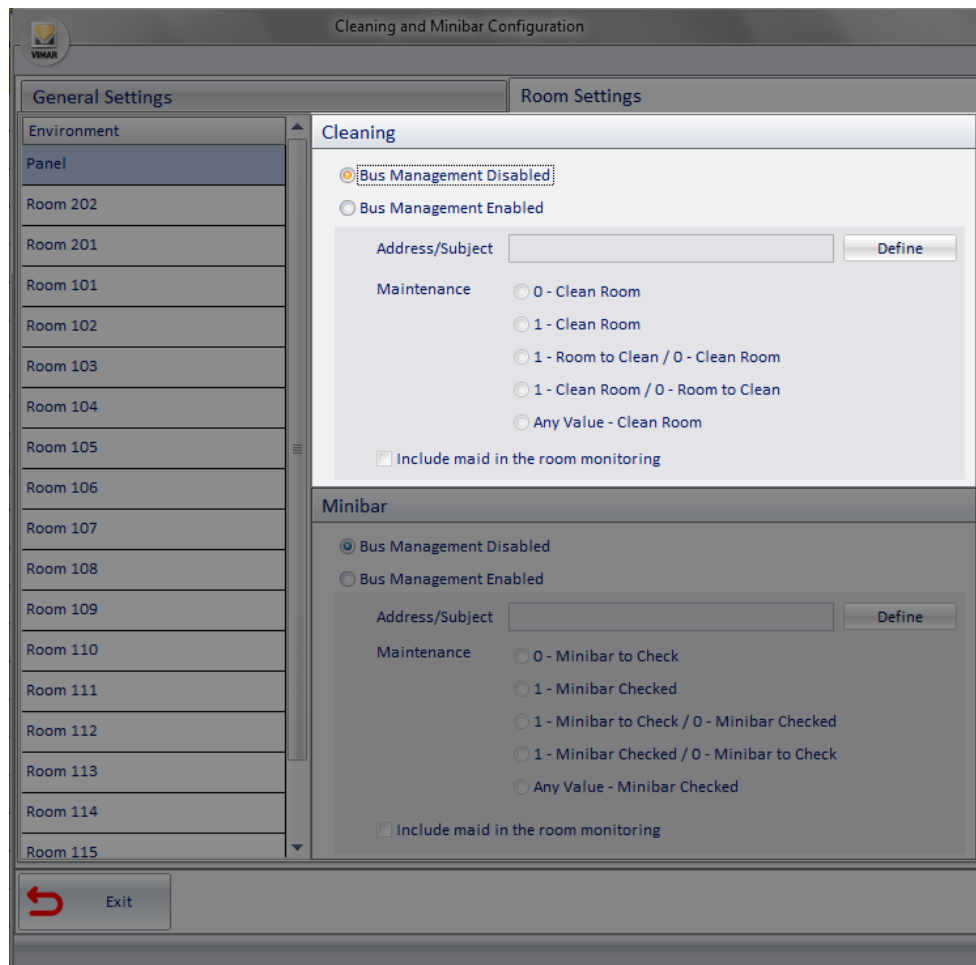 Cleaning and Minibar Configuration
VIMAR
General Settings
Room Settings
Environment
Panel
Room 202
Room 201
Room 101
Room 102
Room 103
Room 104
Room 105
Room 106
Room 107
Room 108
Room 109
Room 110
Room 111
Room 112
Room 113
Room 114
Room 115
Cleaning
Bus Management Disabled
Bus Management Enabled
Address/Subject Define
Maintenance 0 - Clean Room
1 - Clean Room
1 - Room to Clean / 0 - Clean Room
1 - Clean Room / 0 - Room to Clean
Any Value - Clean Room
Include maid in the room monitoring
Minibar
Bus Management Disabled
Bus Management Enabled
Address/Subject Define
Maintenance 0 - Minibar to Check
1 - Minibar Checked
1 - Minibar to Check / 0 - Minibar Checked
1 - Minibar Checked / 0 - Minibar to Check
Any Value - Minibar Checked
Include maid in the room monitoring
Exit